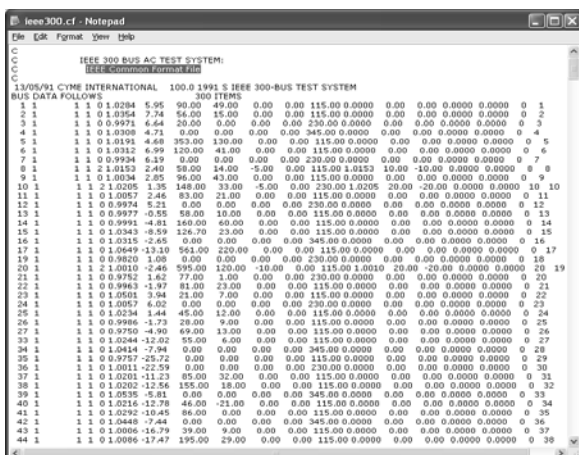 ieee300.cf - Notepad
File Edit Format View Help
C
C IEEE 300 BUS AC TEST SYSTEM:
C IEEE Common Format File
C
13/05/91 CYME INTERNATIONAL 100.0 1991 S IEEE 300-BUS TEST SYSTEM
BUS DATA FOLLOWS 300 ITEMS
1 1 1 1 0 1.0284 5.95 90.00 49.00 0.00 0.00 115.00 0.0000 0.00 0.00 0.0000 0.0000 0 1
2 1 1 1 0 1.0354 7.74 56.00 15.00 0.00 0.00 115.00 0.0000 0.00 0.00 0.0000 0.0000 0 2
3 1 1 1 0 0.9971 6.64 20.00 0.00 0.00 0.00 230.00 0.0000 0.00 0.00 0.0000 0.0000 0 3
4 1 1 1 0 1.0308 4.71 0.00 0.00 0.00 0.00 345.00 0.0000 0.00 0.00 0.0000 0.0000 0 4
5 1 1 1 0 1.0191 4.68 353.00 130.00 0.00 0.00 115.00 0.0000 0.00 0.00 0.0000 0.0000 0 5
6 1 1 1 0 1.0312 6.99 120.00 41.00 0.00 0.00 115.00 0.0000 0.00 0.00 0.0000 0.0000 0 6
7 1 1 1 0 0.9934 6.19 0.00 0.00 0.00 0.00 230.00 0.0000 0.00 0.00 0.0000 0.0000 0 7
8 1 1 1 2 1.0153 2.40 58.00 14.00 -5.00 0.00 115.00 1.0153 10.00 -10.00 0.0000 0.0000 8 8
9 1 1 1 0 1.0034 2.85 96.00 43.00 0.00 0.00 115.00 0.0000 0.00 0.00 0.0000 0.0000 0 9
10 1 1 1 2 1.0205 1.35 148.00 33.00 -5.00 0.00 230.00 1.0205 20.00 -20.00 0.0000 0.0000 10 10
11 1 1 1 0 1.0057 2.46 83.00 21.00 0.00 0.00 115.00 0.0000 0.00 0.00 0.0000 0.0000 0 11
12 1 1 1 0 0.9974 5.21 0.00 0.00 0.00 0.00 230.00 0.0000 0.00 0.00 0.0000 0.0000 0 12
13 1 1 1 0 0.9977 -0.55 58.00 10.00 0.00 0.00 115.00 0.0000 0.00 0.00 0.0000 0.0000 0 13
14 1 1 1 0 0.9991 -4.81 160.00 60.00 0.00 0.00 115.00 0.0000 0.00 0.00 0.0000 0.0000 0 14
15 1 1 1 0 1.0343 -8.59 126.70 23.00 0.00 0.00 115.00 0.0000 0.00 0.00 0.0000 0.0000 0 15
16 1 1 1 0 1.0315 -2.65 0.00 0.00 0.00 0.00 345.00 0.0000 0.00 0.00 0.0000 0.0000 0 16
17 1 1 1 0 1.0649 -13.10 561.00 220.00 0.00 0.00 115.00 0.0000 0.00 0.00 0.0000 0.0000 0 17
19 1 1 1 0 0.9820 1.08 0.00 0.00 0.00 0.00 230.00 0.0000 0.00 0.00 0.0000 0.0000 0 18
20 1 1 1 2 1.0010 -2.46 595.00 120.00 -10.00 0.00 115.00 1.0010 20.00 -20.00 0.0000 0.0000 20 19
21 1 1 1 0 0.9752 1.62 77.00 1.00 0.00 0.00 230.00 0.0000 0.00 0.00 0.0000 0.0000 0 20
22 1 1 1 0 0.9963 -1.97 81.00 23.00 0.00 0.00 115.00 0.0000 0.00 0.00 0.0000 0.0000 0 21
23 1 1 1 0 1.0501 3.94 21.00 7.00 0.00 0.00 115.00 0.0000 0.00 0.00 0.0000 0.0000 0 22
24 1 1 1 0 1.0057 6.02 0.00 0.00 0.00 0.00 230.00 0.0000 0.00 0.00 0.0000 0.0000 0 23
25 1 1 1 0 1.0234 1.44 45.00 12.00 0.00 0.00 115.00 0.0000 0.00 0.00 0.0000 0.0000 0 24
26 1 1 1 0 0.9986 -1.73 28.00 9.00 0.00 0.00 115.00 0.0000 0.00 0.00 0.0000 0.0000 0 25
27 1 1 1 0 0.9750 -4.90 69.00 13.00 0.00 0.00 115.00 0.0000 0.00 0.00 0.0000 0.0000 0 26
33 1 1 1 0 1.0244 -12.02 55.00 6.00 0.00 0.00 115.00 0.0000 0.00 0.00 0.0000 0.0000 0 27
34 1 1 1 0 1.0414 -7.94 0.00 0.00 0.00 0.00 345.00 0.0000 0.00 0.00 0.0000 0.0000 0 28
35 1 1 1 0 0.9757 -25.72 0.00 0.00 0.00 0.00 115.00 0.0000 0.00 0.00 0.0000 0.0000 0 29
36 1 1 1 0 1.0011 -22.59 0.00 0.00 0.00 0.00 230.00 0.0000 0.00 0.00 0.0000 0.0000 0 30
37 1 1 1 0 1.0201 -11.23 85.00 32.00 0.00 0.00 115.00 0.0000 0.00 0.00 0.0000 0.0000 0 31
38 1 1 1 0 1.0202 -12.56 155.00 18.00 0.00 0.00 115.00 0.0000 0.00 0.00 0.0000 0.0000 0 32
39 1 1 1 0 1.0535 -5.81 0.00 0.00 0.00 0.00 345.00 0.0000 0.00 0.00 0.0000 0.0000 0 33
40 1 1 1 0 1.0216 -12.78 46.00 -21.00 0.00 0.00 115.00 0.0000 0.00 0.00 0.0000 0.0000 0 34
41 1 1 1 0 1.0292 -10.45 86.00 0.00 0.00 0.00 115.00 0.0000 0.00 0.00 0.0000 0.0000 0 35
42 1 1 1 0 1.0448 -7.44 0.00 0.00 0.00 0.00 345.00 0.0000 0.00 0.00 0.0000 0.0000 0 36
43 1 1 1 0 1.0006 -16.79 39.00 9.00 0.00 0.00 115.00 0.0000 0.00 0.00 0.0000 0.0000 0 37
44 1 1 1 0 1.0086 -17.47 195.00 29.00 0.00 0.00 115.00 0.0000 0.00 0.00 0.0000 0.0000 0 38